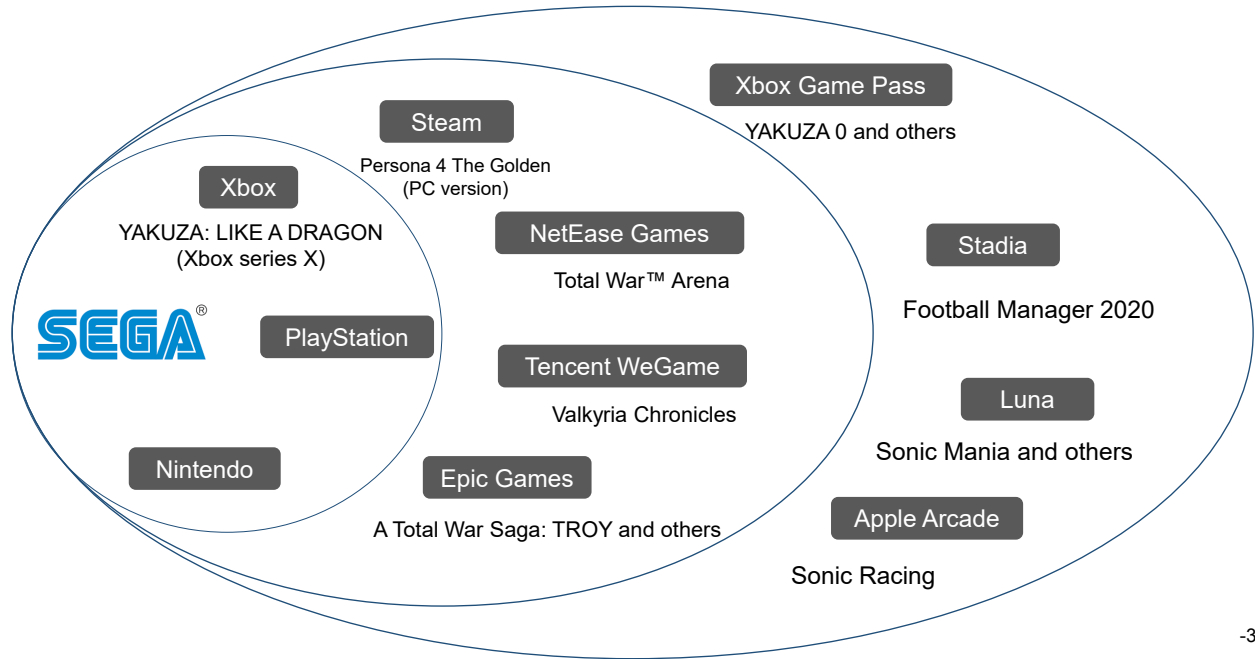 Xbox Game Pass
YAKUZA 0 and others
Steam
Persona 4 The Golden
(PC version)
Xbox
YAKUZA: LIKE A DRAGON
(Xbox series X)
NetEase Games
Total War™ Arena
Stadia
Football Manager 2020
SEGA®
PlayStation
Tencent WeGame
Valkyria Chronicles
Luna
Sonic Mania and others
Nintendo
Epic Games
A Total War Saga: TROY and others
Apple Arcade
Sonic Racing
-3